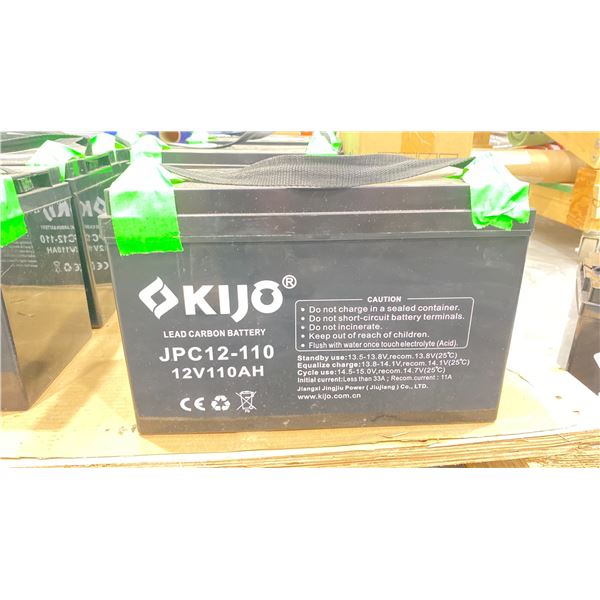 KIJO®
LEAD CARBON BATTERY
JPC12-110
12V110AH
CE
CAUTION
• Do not charge in a sealed container.
• Do not short-circuit battery terminals.
• Do not incinerate.
• Keep out of reach of children.
• Flush with water once touch electrolyte (Acid).
Standby use:13.5-13.8V,recom.13.8V(25℃)
Equalize charge:13.8-14.1V,recom.14.1V(25℃)
Cycle use:14.5-15.0V,recom.14.7V(25℃)
Initial current:Less than 33A ; Recom.current : 11A
Jiangxi Jingjiu Power ( Jiujiang ) Co., LTD.
www.kijo.com.cn